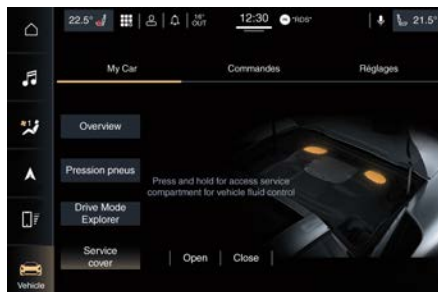 22.5° 16° OUT 12:30 "RDS" 21.5°
My Car Commandes Réglages
Overview
Pression pneus
Press and hold for access service
compartment for vehicle fluid control
Drive Mode
Explorer
Service
cover
Open Close
Vehicle